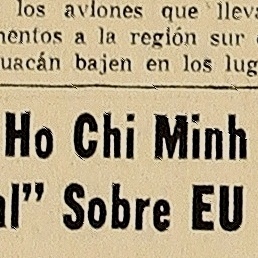 los aviones que lleva
mentos a la región sur
uacán bajen en los lug
Ho Chi Minh
al” Sobre EU